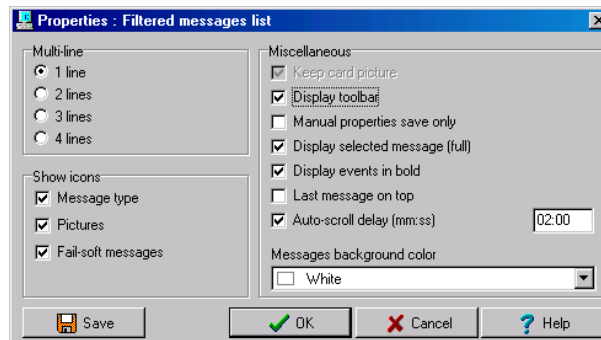 Properties : Filtered messages list
Multi-line
1 line
2 lines
3 lines
4 lines
Show icons
Message type
Pictures
Fail-soft messages
Miscellaneous
Keep card picture
Display toolbar
Manual properties save only
Display selected message (full)
Display events in bold
Last message on top
Auto-scroll delay (mm:ss) 02:00
Messages background color
White
Save OK Cancel Help